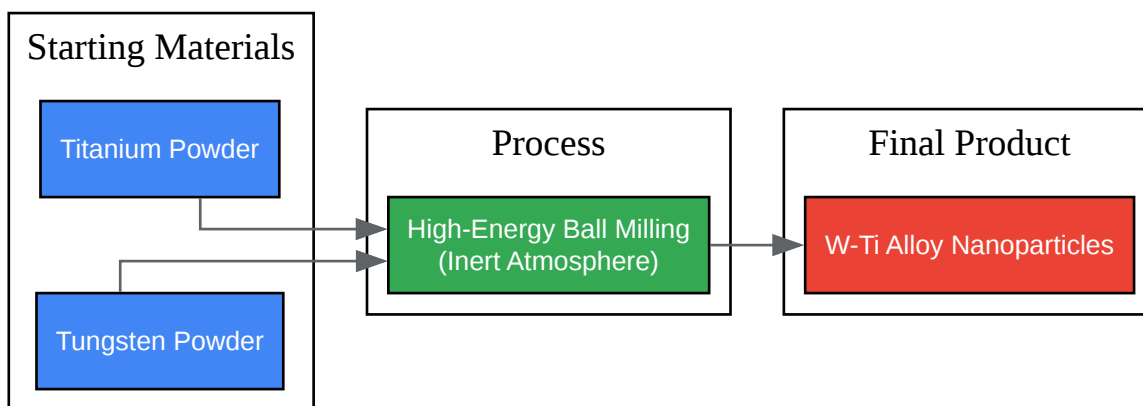 Starting Materials
Titanium Powder
Tungsten Powder
Process
High-Energy Ball Milling
(Inert Atmosphere)
Final Product
W-Ti Alloy Nanoparticles